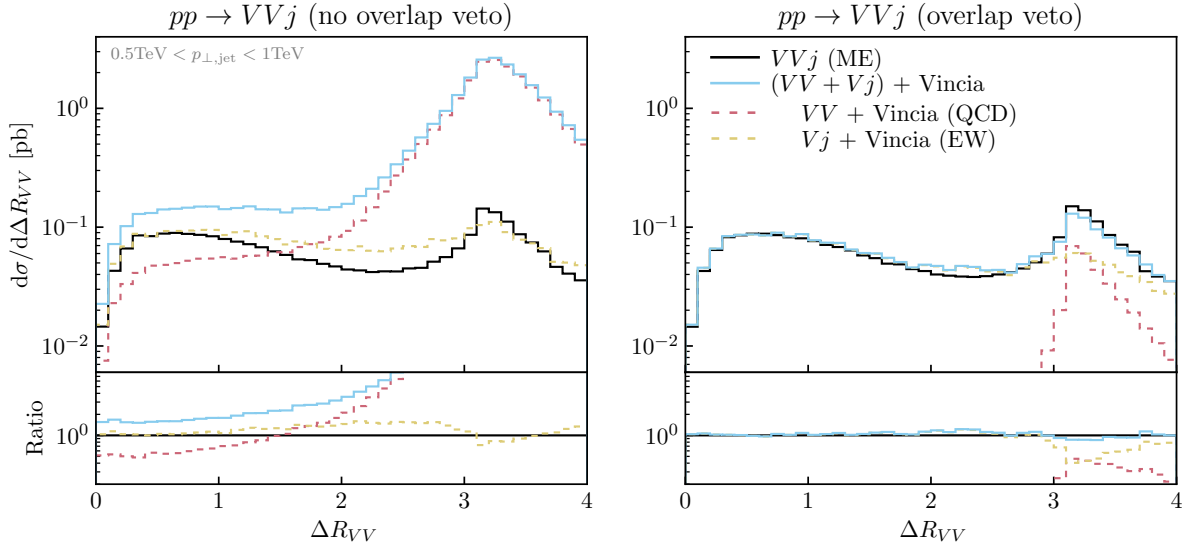 pp → VVj (no overlap veto)
0.5TeV < p⊥,jet < 1TeV
10⁰
10⁻¹
10⁻²
dσ/dΔR_VV [pb]
Ratio
10⁰
0 1 2 3 4
ΔR_VV
pp → VVj (overlap veto)
VVj (ME)
(VV + Vj) + Vincia
VV + Vincia (QCD)
Vj + Vincia (EW)
10⁰
10⁻¹
10⁻²
10⁰
0 1 2 3 4
ΔR_VV